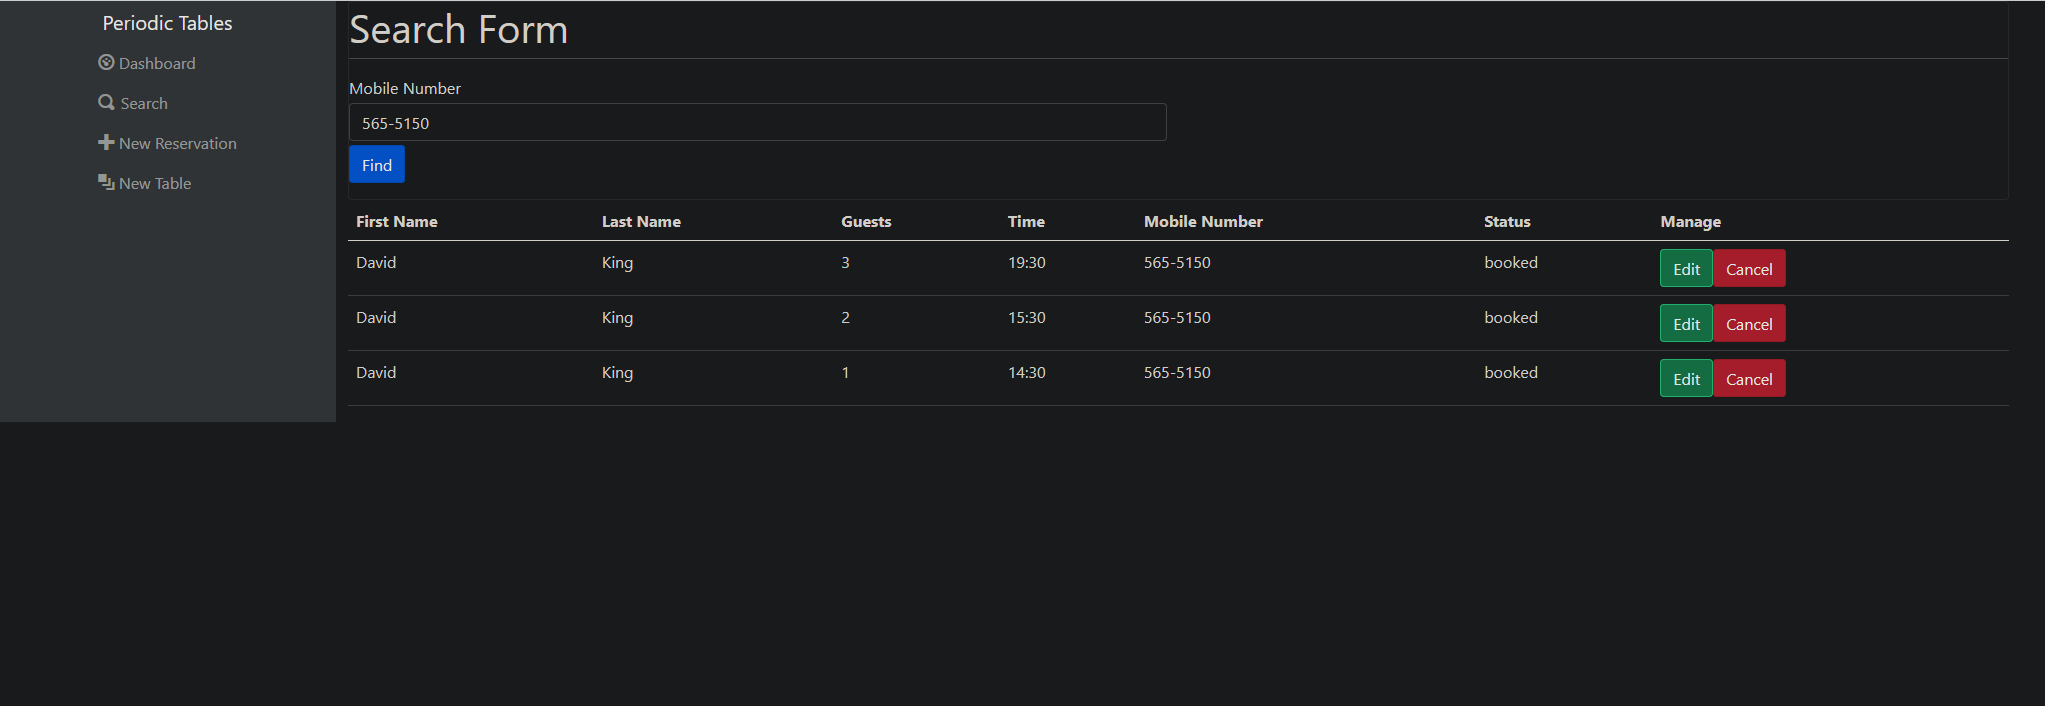 Periodic Tables
Dashboard
Search
New Reservation
New Table
Search Form
Mobile Number
565-5150
Find
First Name Last Name Guests Time Mobile Number Status Manage
David King 3 19:30 565-5150 booked Edit Cancel
David King 2 15:30 565-5150 booked Edit Cancel
David King 1 14:30 565-5150 booked Edit Cancel